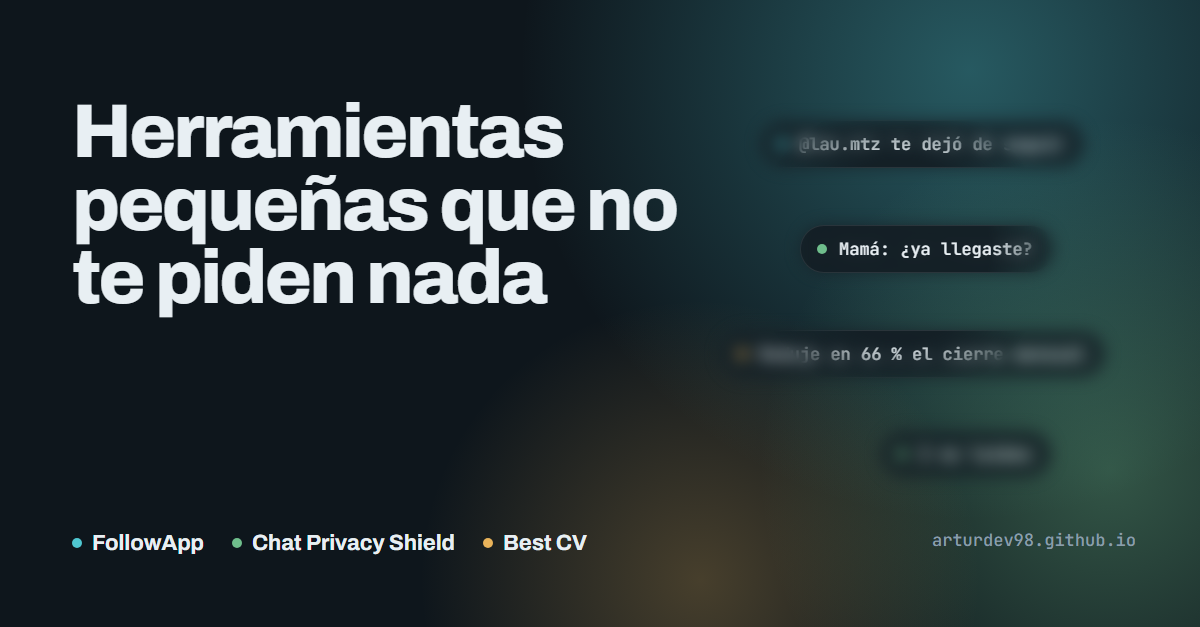 Herramientas
pequeñas que no
te piden nada
@lau.mtz te dejó de
Mamá: ¿ya llegaste?
en 66 % el cierre
FollowApp
Chat Privacy Shield
Best CV
arturdev98.github.io